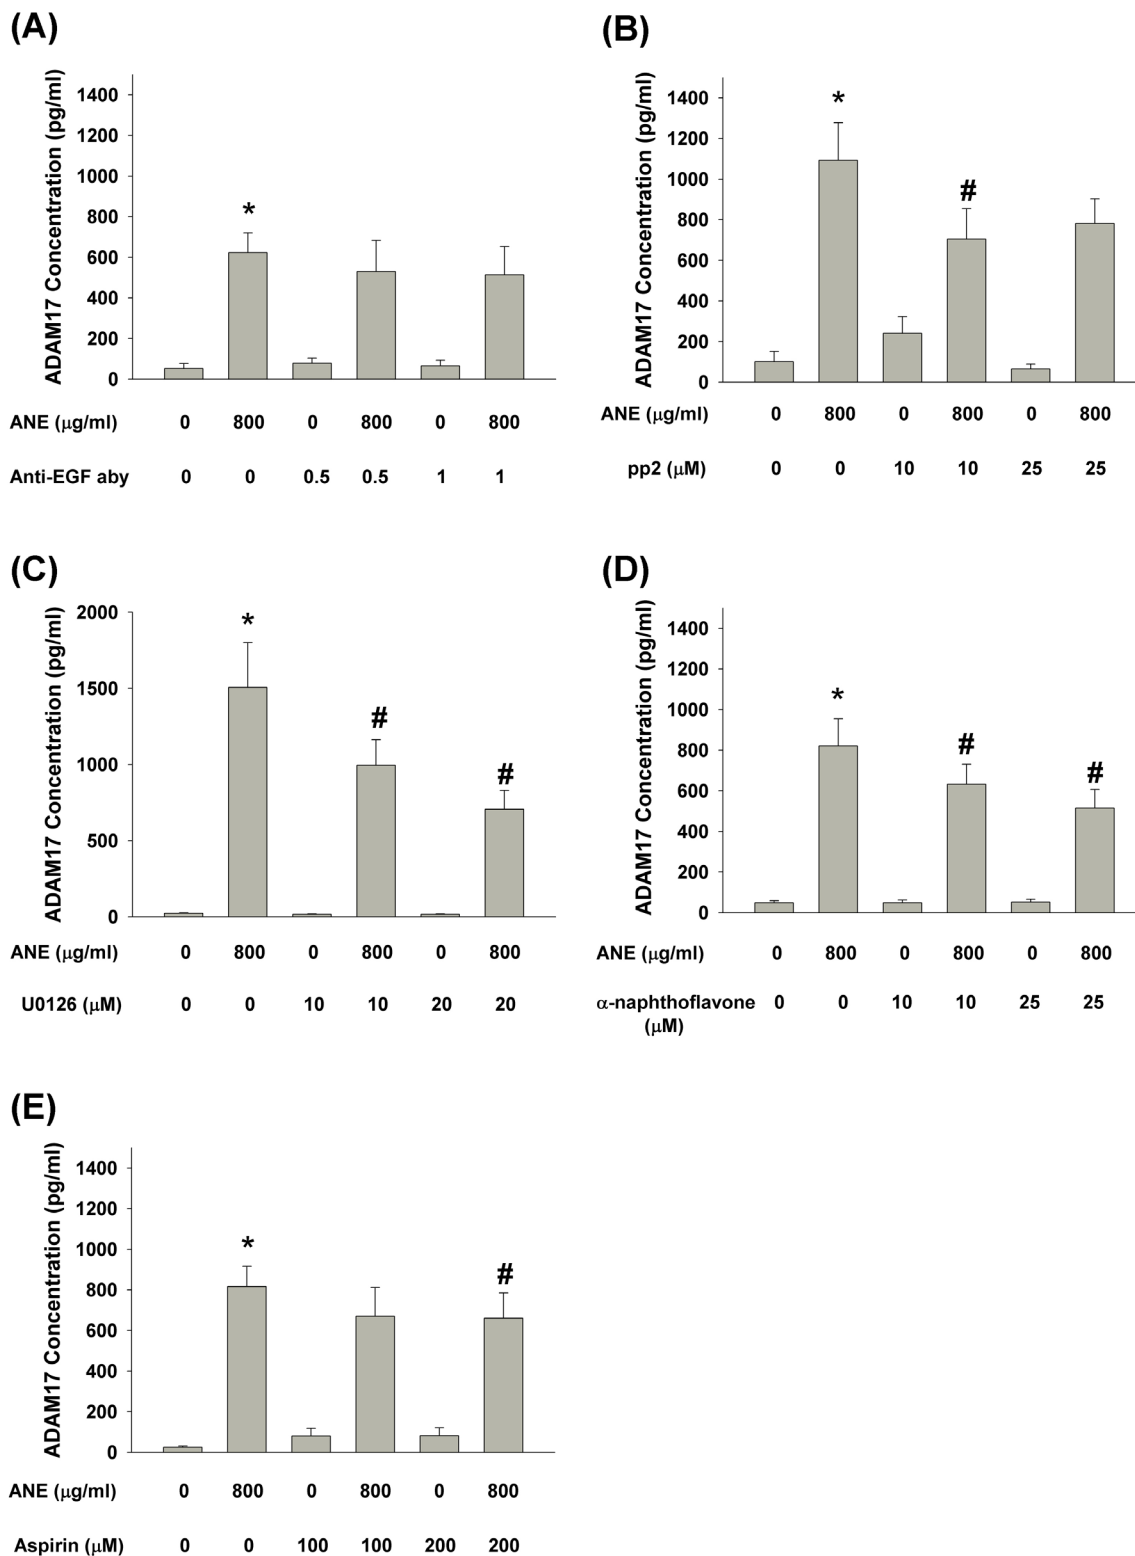 (A)
ADAM17 Concentration (pg/ml)
1400
1200
1000
800
600
400
200
0
*
ANE (μg/ml) 0 800 0 800 0 800
Anti-EGF aby 0 0 0.5 0.5 1 1
(B)
ADAM17 Concentration (pg/ml)
1400
1200
1000
800
600
400
200
0
*
#
ANE (μg/ml) 0 800 0 800 0 800
pp2 (μM) 0 0 10 10 25 25
(C)
ADAM17 Concentration (pg/ml)
2000
1500
1000
500
0
*
#
#
ANE (μg/ml) 0 800 0 800 0 800
U0126 (μM) 0 0 10 10 20 20
(D)
ADAM17 Concentration (pg/ml)
1400
1200
1000
800
600
400
200
0
*
#
#
ANE (μg/ml) 0 800 0 800 0 800
α-naphthoflavone 0 0 10 10 25 25
(μM)
(E)
ADAM17 Concentration (pg/ml)
1400
1200
1000
800
600
400
200
0
*
#
ANE (μg/ml) 0 800 0 800 0 800
Aspirin (μM) 0 0 100 100 200 200